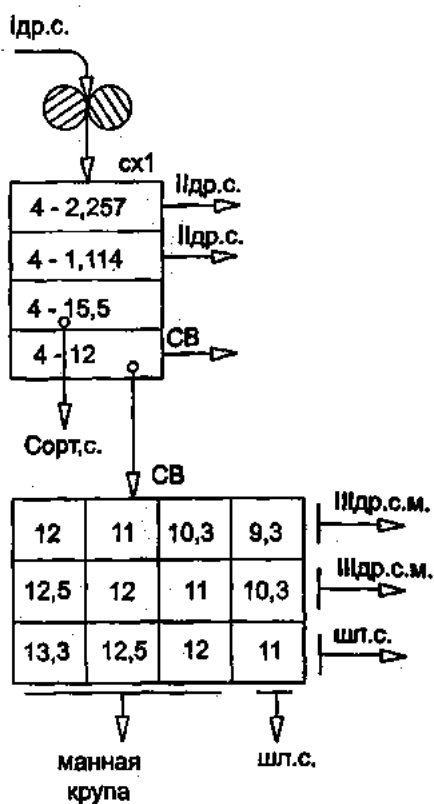 Iдр.с.
сх1
4 - 2,257
IIдр.с.
4 - 1,114
IIдр.с.
4 - 15,5
4 - 12
СВ
Сорт,с.
СВ
12 11 10,3 9,3
IIIдр.с.м.
12,5 12 11 10,3
IIIдр.с.м.
13,3 12,5 12 11
шл.с.
манная
крупа
шл.с.